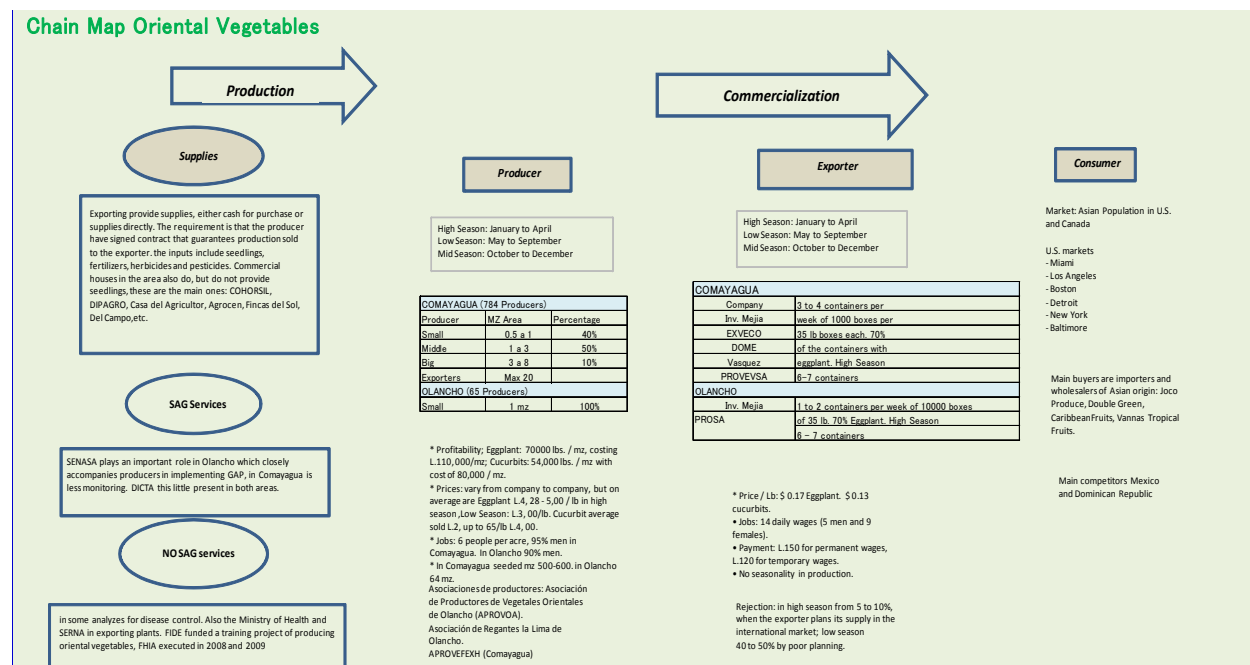 Chain Map Oriental Vegetables
Production
Commercialization
Supplies
Producer
Exporter
Consumer
Exporting provide supplies, either cash for purchase or
supplies directly. The requirement is that the producer
have signed contract that guarantees production sold
to the exporter. the inputs include seedlings,
fertilizers, herbicides and pesticides. Commercial
houses in the area also do, but do not provide
seedlings, these are the main ones: COHORSIL,
DIPAGRO, Casa del Agricultor, Agrocen, Fincas del Sol,
Del Campo,etc.
SAG Services
SENASA plays an important role in Olancho which closely
accompanies producers in implementing GAP, in Comayagua is
less monitoring. DICTA this little present in both areas.
NO SAG services
in some analyzes for disease control. Also the Ministry of Health and
SERNA in exporting plants. FIDE funded a training project of producing
oriental vegetables, FHIA executed in 2008 and 2009
High Season: January to April
Low Season: May to September
Mid Season: October to December
COMAYAGUA (784 Producers)
Producer MZ Area Percentage
Small 0.5 a 1 40%
Middle 1 a 3 50%
Big 3 a 8 10%
Exporters Max 20
OLANCHO (65 Producers)
Small 1 mz 100%
* Profitability; Eggplant: 70000 lbs. / mz, costing
L.110,000/mz; Cucurbits: 54,000 lbs. / mz with
cost of 80,000 / mz.
* Prices: vary from company to company, but on
average are Eggplant L.4, 28 - 5,00 / lb in high
season ,Low Season: L.3, 00/lb. Cucurbit average
sold L.2, up to 65/lb L.4, 00.
* Jobs: 6 people per acre, 95% men in
Comayagua. In Olancho 90% men.
* In Comayagua seeded mz 500-600. in Olancho
64 mz.
Asociaciones de productores: Asociación
de Productores de Vegetales Orientales
de Olancho (APROVOA).
Asociación de Regantes la Lima de
Olancho.
APROVEFEXH (Comayagua)
High Season: January to April
Low Season: May to September
Mid Season: October to December
COMAYAGUA
Company 3 to 4 containers per
Inv. Mejia week of 1000 boxes per
EXVECO 35 lb boxes each. 70%
DOME of the containers with
Vasquez eggplant. High Season
PROVEVSA 6-7 containers
OLANCHO
Inv. Mejia 1 to 2 containers per week of 10000 boxes
PROSA of 35 lb. 70% Eggplant. High Season
6 - 7 containers
* Price / Lb: $ 0.17 Eggplant. $ 0.13
cucurbits.
• Jobs: 14 daily wages (5 men and 9
females).
• Payment: L.150 for permanent wages,
L.120 for temporary wages.
• No seasonality in production.
Rejection: in high season from 5 to 10%,
when the exporter plans its supply in the
international market; low season
40 to 50% by poor planning.
Market: Asian Population in U.S.
and Canada
U.S. markets
- Miami
- Los Angeles
- Boston
- Detroit
- New York
- Baltimore
Main buyers are importers and
wholesalers of Asian origin: Joco
Produce, Double Green,
CaribbeanFruits, Vannas Tropical
Fruits.
Main competitors Mexico
and Dominican Republic